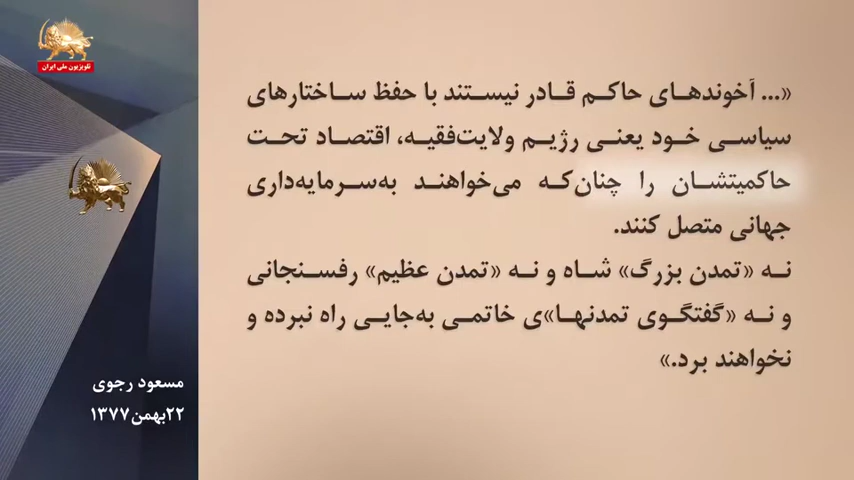 تلویزیون ملی ایران
«... آخوندهای حاکم قادر نیستند با حفظ ساختارهای
سیاسی خود یعنی رژیم ولایت‌فقیه، اقتصاد تحت
حاکمیتشان را چنان‌که می‌خواهند به‌سرمایه‌داری
جهانی متصل کنند.
نه «تمدن بزرگ» شاه و نه «تمدن عظیم» رفسنجانی
و نه «گفتگوی تمدنها»ی خاتمی به‌جایی راه نبرده و
نخواهند برد.»
مسعود رجوی
۲۲بهمن۱۳۷۷